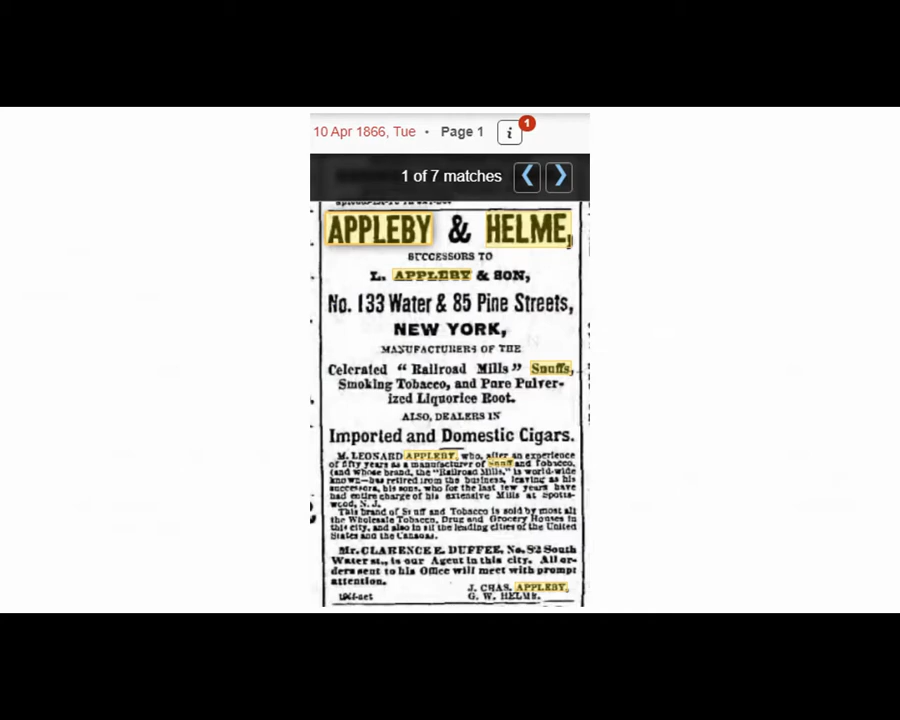 10 Apr 1866, Tue • Page 1
i
1
1 of 7 matches
APPLEBY & HELME,
SUCCESSORS TO
L. APPLEBY & SON,
No. 133 Water & 85 Pine Streets,
NEW YORK,
MANUFACTURERS OF THE
Celerated “Railroad Mills” Snuffs,
Smoking Tobacco, and Pure Pulver-
ized Liquorice Root.
ALSO, DEALERS IN
Imported and Domestic Cigars.
M. LEONARD APPLEBY, who, after an experience
of fifty years as a manufacturer of Snuff and Tobacco,
(and whose brand, the “Railroad Mills,” is world-wide
known—has retired from the business, leaving as his
successors, his sons, who for the last few years have
had entire charge of his extensive Mills at Spotts-
wood, N. J.
This brand of Snuff and Tobacco is sold by most all
the Wholesale Tobacco, Drug and Grocery Houses in
this city, and also in all the leading cities of the United
States and the Canadas.
Mr. CLARENCE E. DUFFEE, No. 82 South
Water st., is our Agent in this city. All or-
ders sent to his Office will meet with prompt
attention.
J. CHAS. APPLEBY,
G. W. HELME.